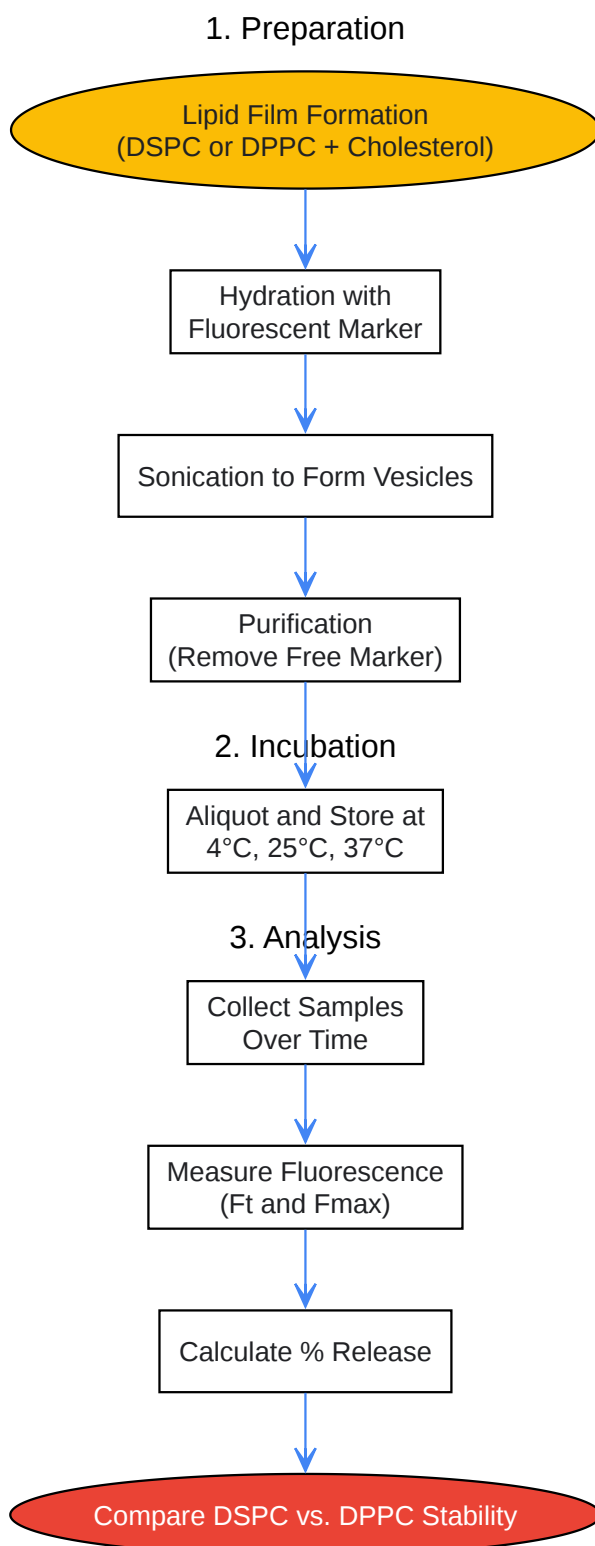 1. Preparation
Lipid Film Formation
(DSPC or DPPC + Cholesterol)
Hydration with
Fluorescent Marker
Sonication to Form Vesicles
Purification
(Remove Free Marker)
2. Incubation
Aliquot and Store at
4°C, 25°C, 37°C
3. Analysis
Collect Samples
Over Time
Measure Fluorescence
(Ft and Fmax)
Calculate % Release
Compare DSPC vs. DPPC Stability